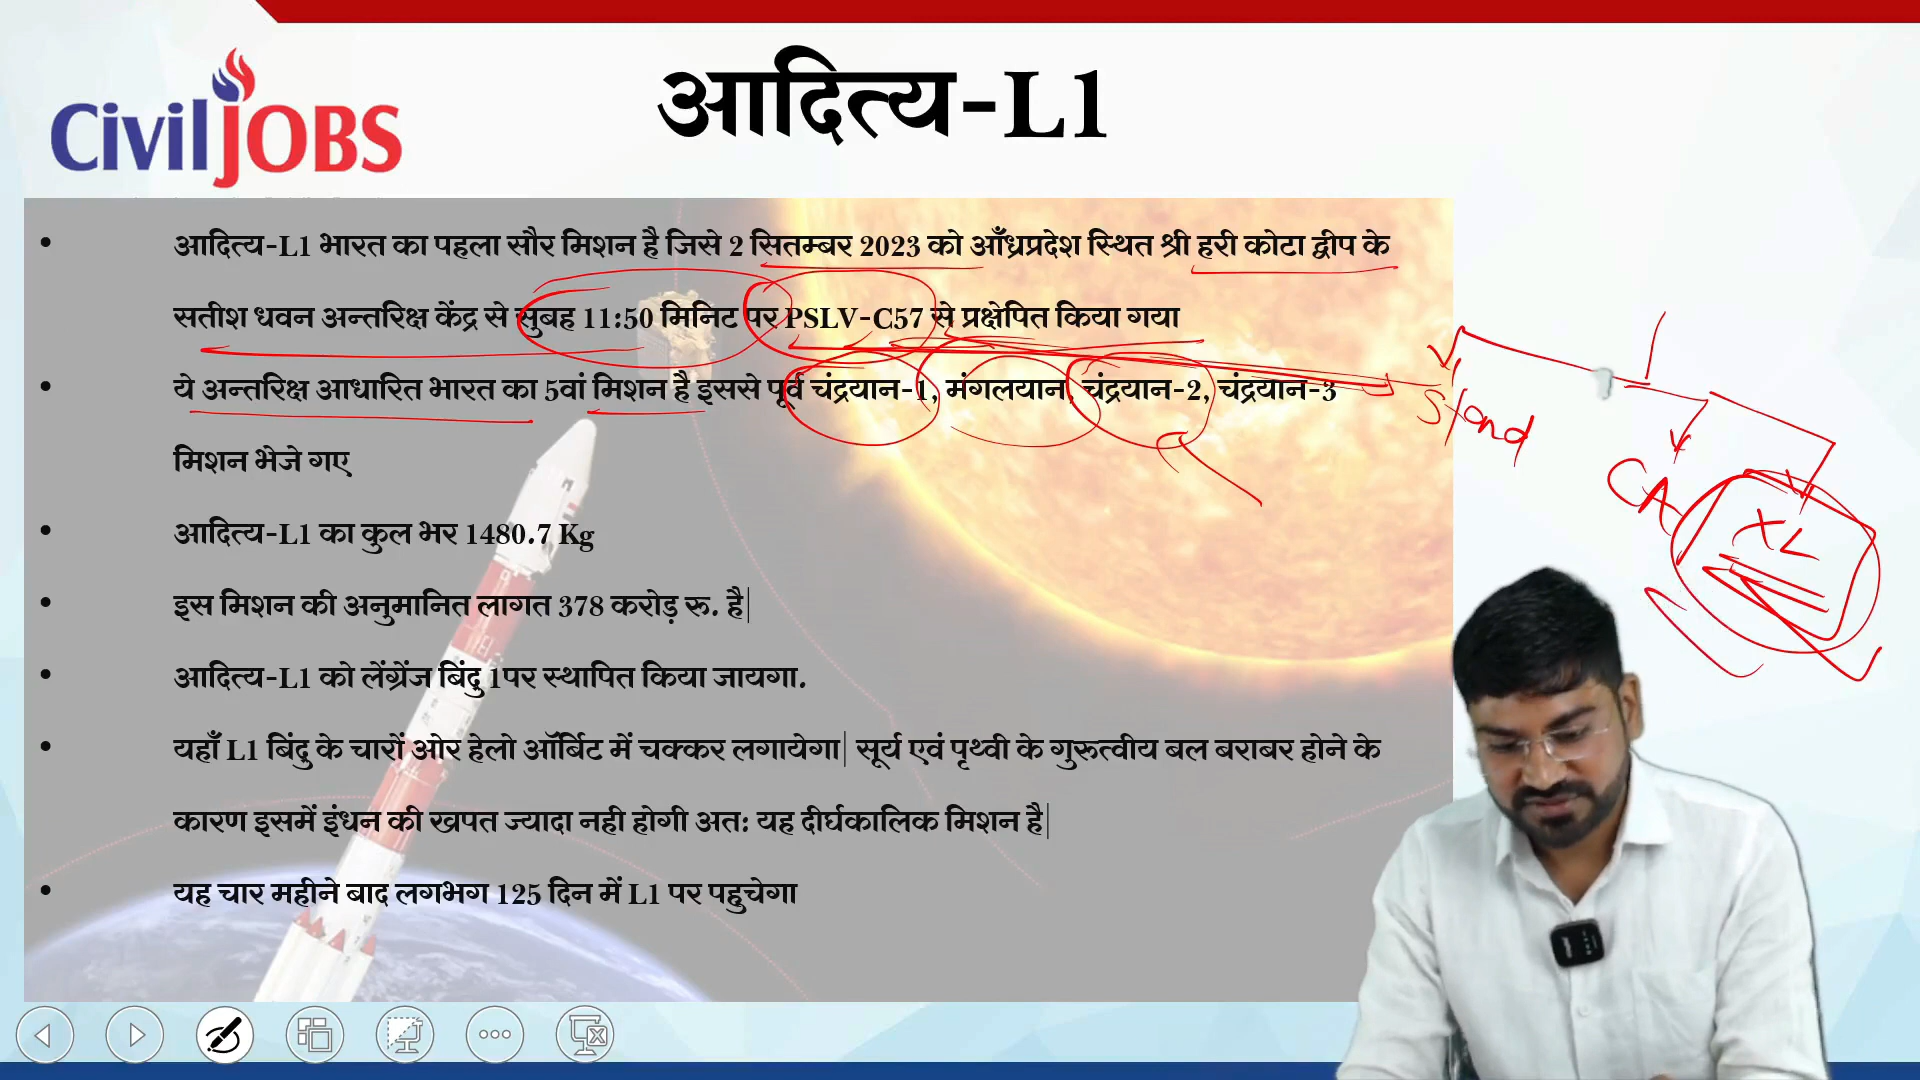 आदित्य-L1
Civil JOBS
• आदित्य-L1 भारत का पहला सौर मिशन है जिसे 2 सितम्बर 2023 को आँध्रप्रदेश स्थित श्री हरी कोटा द्वीप के
सतीश धवन अन्तरिक्ष केंद्र से सुबह 11:50 मिनिट पर PSLV-C57 से प्रक्षेपित किया गया
• ये अन्तरिक्ष आधारित भारत का 5वां मिशन है इससे पूर्व चंद्रयान-1, मंगलयान, चंद्रयान-2, चंद्रयान-3
मिशन भेजे गए
• आदित्य-L1 का कुल भर 1480.7 Kg
• इस मिशन की अनुमानित लागत 378 करोड़ रू. है|
• आदित्य-L1 को लेंग्रेंज बिंदु 1पर स्थापित किया जायगा.
• यहाँ L1 बिंदु के चारों ओर हेलो ऑर्बिट में चक्कर लगायेगा| सूर्य एवं पृथ्वी के गुरूत्वीय बल बराबर होने के
कारण इसमें इंधन की खपत ज्यादा नही होगी अत: यह दीर्घकालिक मिशन है|
• यह चार महीने बाद लगभग 125 दिन में L1 पर पहुचेगा
CA
XL